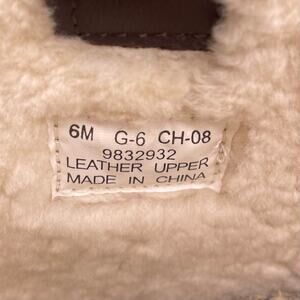 6M G-6 CH-08
9832932
LEATHER UPPER
MADE IN CHINA